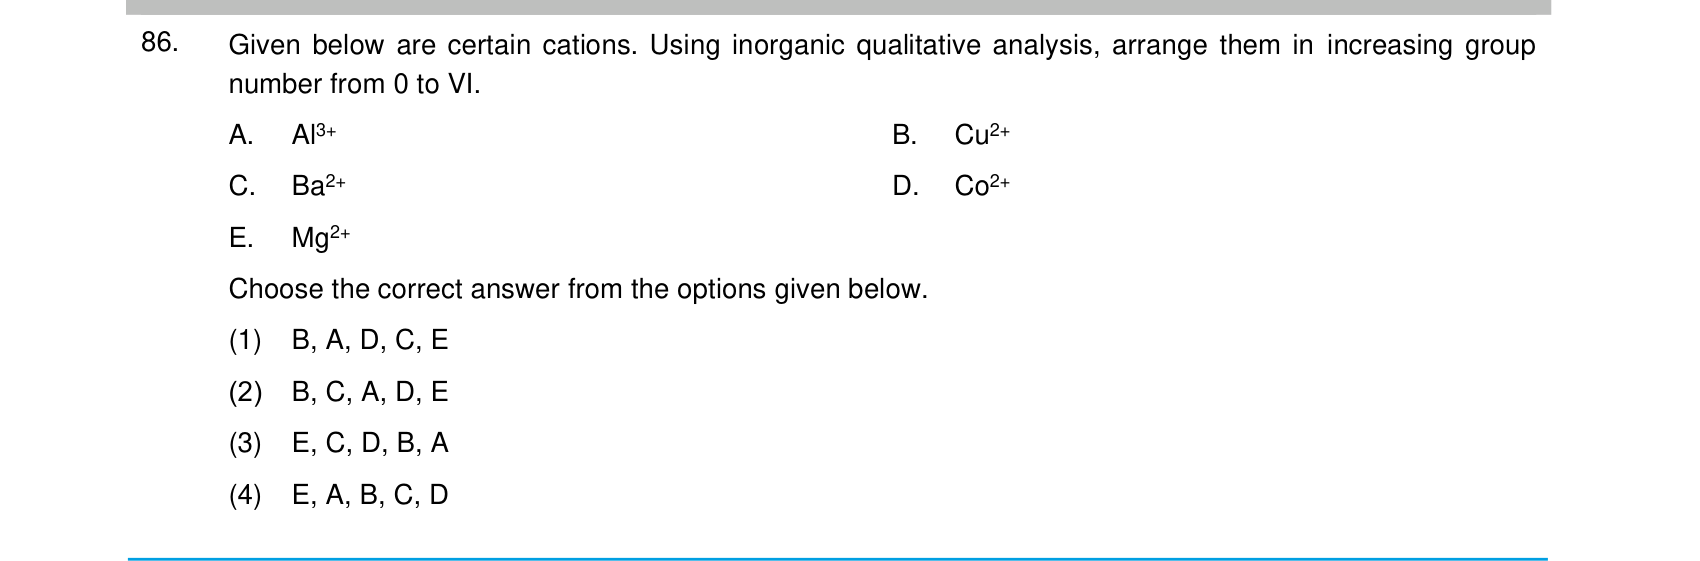 86. Given below are certain cations. Using inorganic qualitative analysis, arrange them in increasing group
number from 0 to VI.
A. Al³⁺ B. Cu²⁺
C. Ba²⁺ D. Co²⁺
E. Mg²⁺
Choose the correct answer from the options given below.
(1) B, A, D, C, E
(2) B, C, A, D, E
(3) E, C, D, B, A
(4) E, A, B, C, D